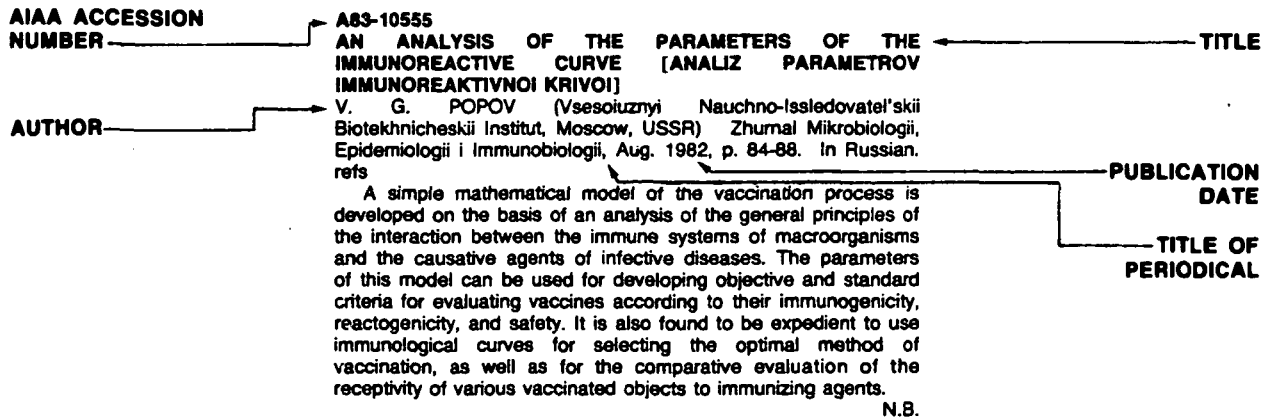 AIAA ACCESSION
NUMBER
A83-10555
AN ANALYSIS OF THE PARAMETERS OF THE
IMMUNOREACTIVE CURVE [ANALIZ PARAMETROV
IMMUNOREAKTIVNOI KRIVOI]
TITLE
AUTHOR
V. G. POPOV (Vsesoiuznyi Nauchno-Issledovatel'skii
Biotekhnicheskii Institut, Moscow, USSR) Zhurnal Mikrobiologii,
Epidemiologii i Immunobiologii, Aug. 1982, p. 84-88. In Russian.
refs
PUBLICATION
DATE
TITLE OF
PERIODICAL
A simple mathematical model of the vaccination process is
developed on the basis of an analysis of the general principles of
the interaction between the immune systems of macroorganisms
and the causative agents of infective diseases. The parameters
of this model can be used for developing objective and standard
criteria for evaluating vaccines according to their immunogenicity,
reactogenicity, and safety. It is also found to be expedient to use
immunological curves for selecting the optimal method of
vaccination, as well as for the comparative evaluation of the
receptivity of various vaccinated objects to immunizing agents.
N.B.